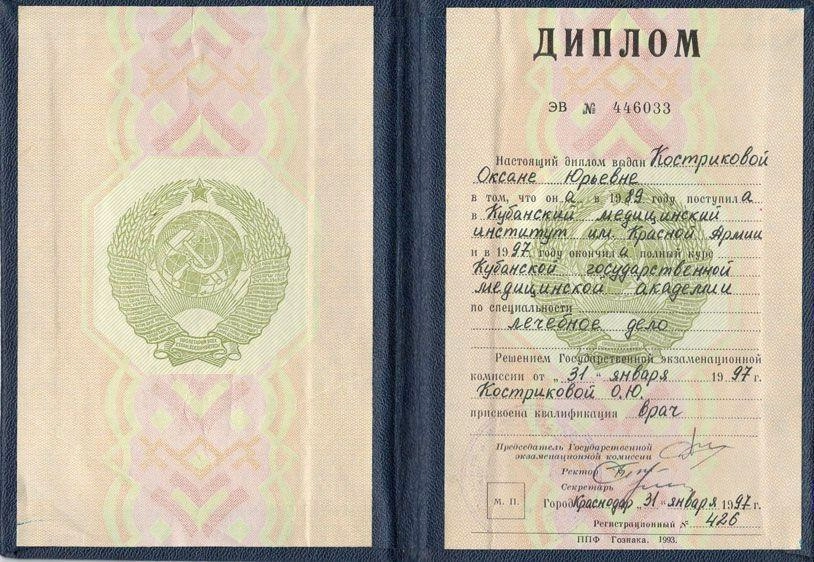 ДИПЛОМ
ЭВ № 446033
Настоящий диплом выдан Костриковой
Оксане Юрьевне
в том, что она в 1989 году поступила
в Кубанский медицинский
институт им. Красной Армии
и в 1997 году окончила полный курс
Кубанской государственной
медицинской академии
по специальности
лечебное дело
Решением Государственной экзаменационной
комиссии от „31“ января 1997 г.
Костриковой О.Ю.
присвоена квалификация врач
Председатель Государственной
экзаменационной комиссии
Ректор
Секретарь
М. П.
Город Краснодар „31“ января 1997 г.
Регистрационный № 426
ППФ Гознака. 1993.